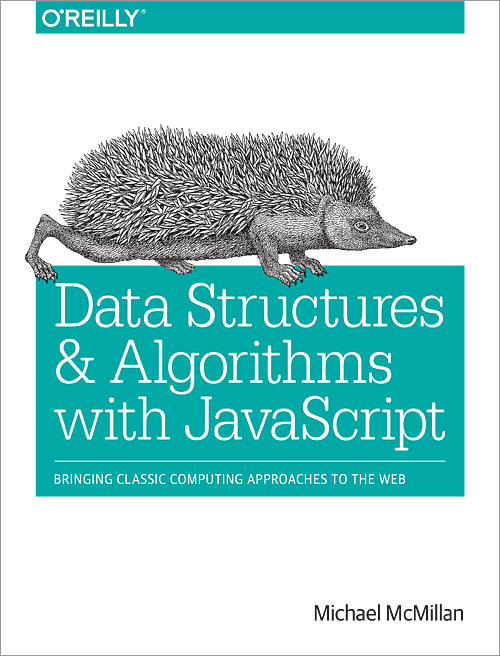 O'REILLY®
Data Structures
& Algorithms
with JavaScript
BRINGING CLASSIC COMPUTING APPROACHES TO THE WEB
Michael McMillan